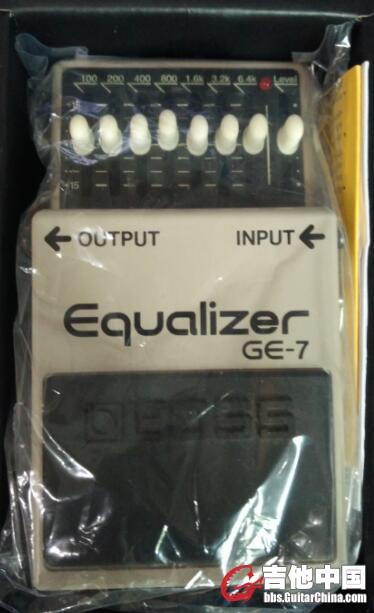 100 200 400 800 1.6k 3.2k 6.4k Level
15
15
OUTPUT INPUT
Equalizer
GE-7
BOSS
吉他中国
bbs.GuitarChina.com